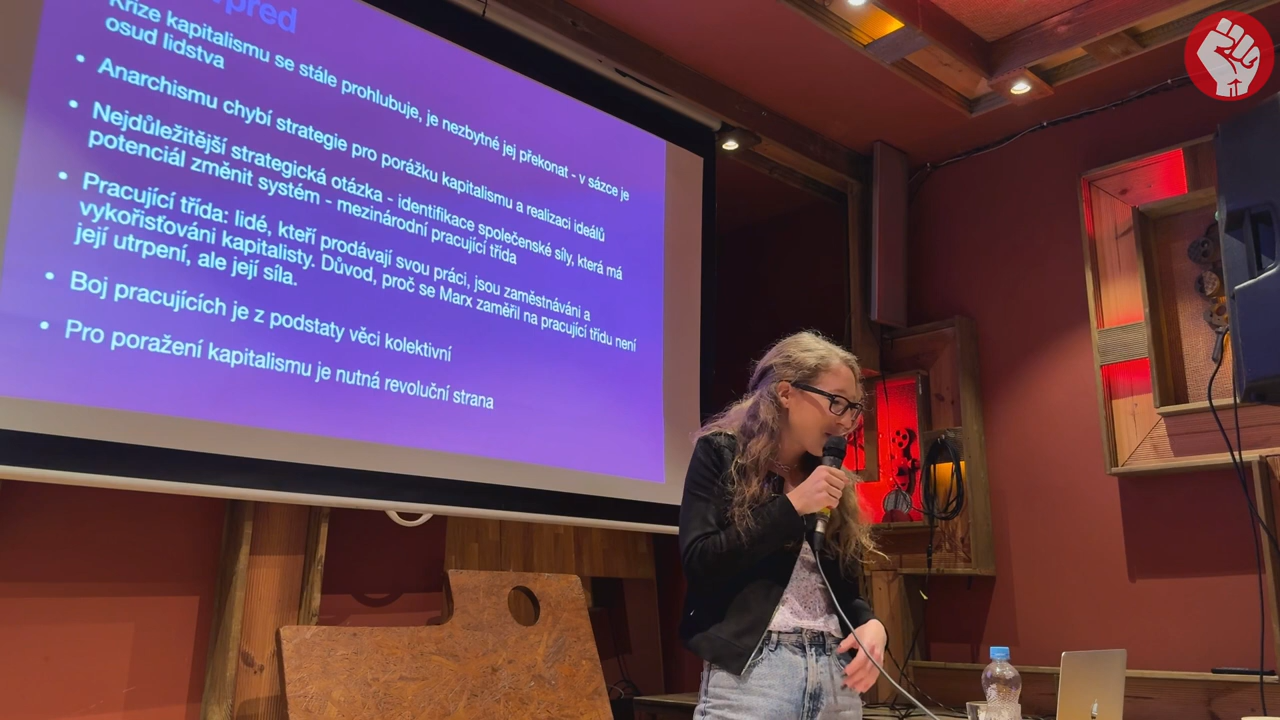 před
Krize kapitalismu se stále prohlubuje, je nezbytné jej překonat - v sázce je
osud lidstva
• Anarchismu chybí strategie pro porážku kapitalismu a realizaci ideálů
• Nejdůležitější strategická otázka - identifikace společenské síly, která má
potenciál změnit systém - mezinárodní pracující třída
• Pracující třída: lidé, kteří prodávají svou práci, jsou zaměstnáváni a
vykořisťováni kapitalisty. Důvod, proč se Marx zaměřil na pracující třídu není
její utrpení, ale její síla.
• Boj pracujících je z podstaty věci kolektivní
• Pro poražení kapitalismu je nutná revoluční strana